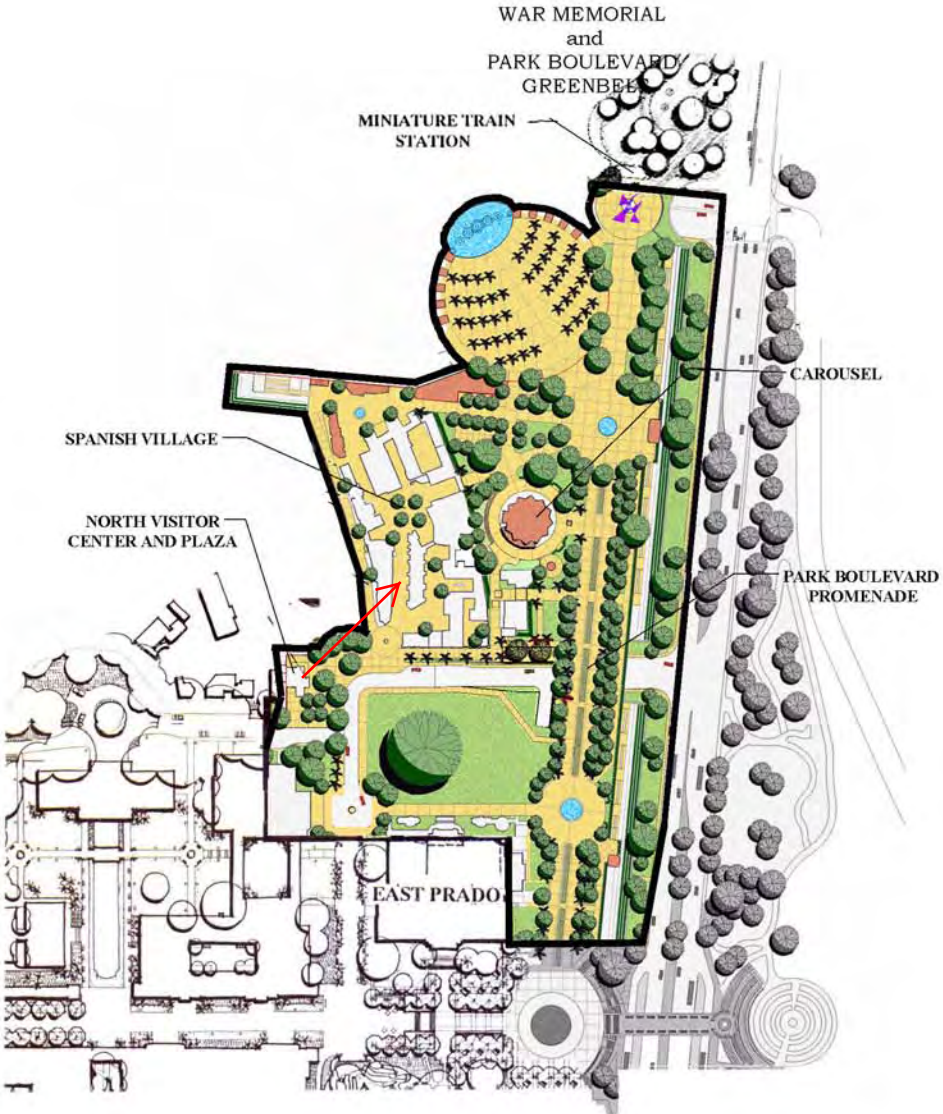 WAR MEMORIAL
and
PARK BOULEVARD
GREENBELT
MINIATURE TRAIN
STATION
CAROUSEL
SPANISH VILLAGE
NORTH VISITOR
CENTER AND PLAZA
PARK BOULEVARD
PROMENADE
EAST PRADO